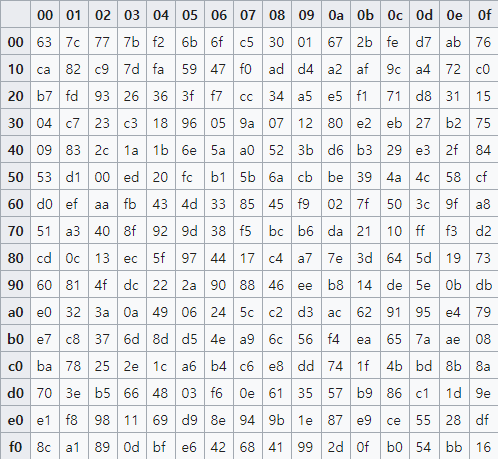 00 01 02 03 04 05 06 07 08 09 0a 0b 0c 0d 0e 0f
00 63 7c 77 7b f2 6b 6f c5 30 01 67 2b fe d7 ab 76
10 ca 82 c9 7d fa 59 47 f0 ad d4 a2 af 9c a4 72 c0
20 b7 fd 93 26 36 3f f7 cc 34 a5 e5 f1 71 d8 31 15
30 04 c7 23 c3 18 96 05 9a 07 12 80 e2 eb 27 b2 75
40 09 83 2c 1a 1b 6e 5a a0 52 3b d6 b3 29 e3 2f 84
50 53 d1 00 ed 20 fc b1 5b 6a cb be 39 4a 4c 58 cf
60 d0 ef aa fb 43 4d 33 85 45 f9 02 7f 50 3c 9f a8
70 51 a3 40 8f 92 9d 38 f5 bc b6 da 21 10 ff f3 d2
80 cd 0c 13 ec 5f 97 44 17 c4 a7 7e 3d 64 5d 19 73
90 60 81 4f dc 22 2a 90 88 46 ee b8 14 de 5e 0b db
a0 e0 32 3a 0a 49 06 24 5c c2 d3 ac 62 91 95 e4 79
b0 e7 c8 37 6d 8d d5 4e a9 6c 56 f4 ea 65 7a ae 08
c0 ba 78 25 2e 1c a6 b4 c6 e8 dd 74 1f 4b bd 8b 8a
d0 70 3e b5 66 48 03 f6 0e 61 35 57 b9 86 c1 1d 9e
e0 e1 f8 98 11 69 d9 8e 94 9b 1e 87 e9 ce 55 28 df
f0 8c a1 89 0d bf e6 42 68 41 99 2d 0f b0 54 bb 16